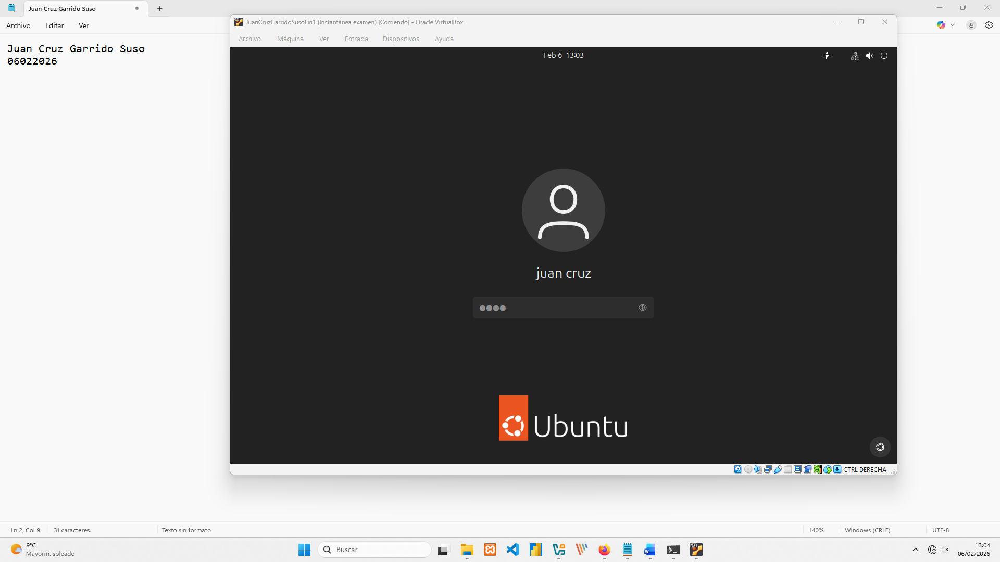 Juan Cruz Garrido Suso
Archivo Editar Ver
Juan Cruz Garrido Suso
06022026
JuanCruzGarridoSusoLin1 (Instantánea examen) [Corriendo] - Oracle VirtualBox
Archivo Máquina Ver Entrada Dispositivos Ayuda
Feb 6 13:03
juan cruz
Ubuntu
CTRL DERECHA
Ln 2, Col 9 31 caracteres. Texto sin formato 140% Windows (CRLF) UTF-8
9°C
Mayorm. soleado
Buscar
13:04
06/02/2026